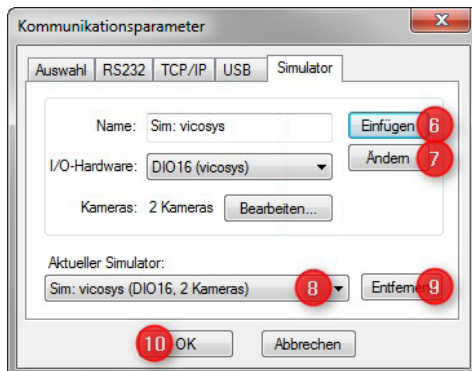 Kommunikationsparameter
Auswahl RS232 TCP/IP USB Simulator
Name: Sim: vicosys Einfügen 6
I/O-Hardware: DIO16 (vicosys) Ändern 7
Kameras: 2 Kameras Bearbeiten...
Aktueller Simulator:
Sim: vicosys (DIO16, 2 Kameras) 8 Entfernen 9
10 OK Abbrechen